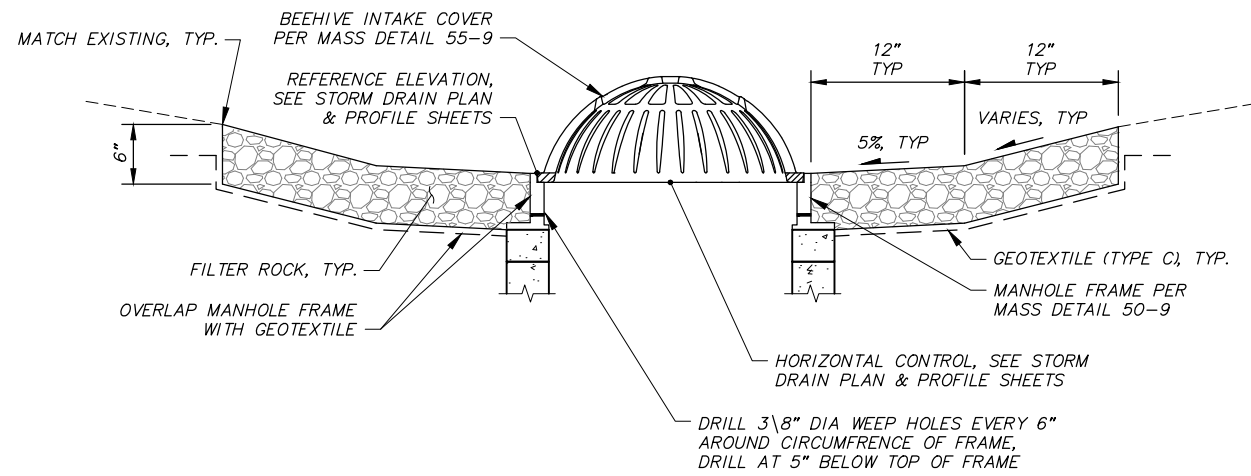 MATCH EXISTING, TYP.
BEEHIVE INTAKE COVER
PER MASS DETAIL 55-9
REFERENCE ELEVATION,
SEE STORM DRAIN PLAN
& PROFILE SHEETS
12"
TYP
12"
TYP
VARIES, TYP
5%, TYP
6"
FILTER ROCK, TYP.
OVERLAP MANHOLE FRAME
WITH GEOTEXTILE
GEOTEXTILE (TYPE C), TYP.
MANHOLE FRAME PER
MASS DETAIL 50-9
HORIZONTAL CONTROL, SEE STORM
DRAIN PLAN & PROFILE SHEETS
DRILL 3\8" DIA WEEP HOLES EVERY 6"
AROUND CIRCUMFRENCE OF FRAME,
DRILL AT 5" BELOW TOP OF FRAME